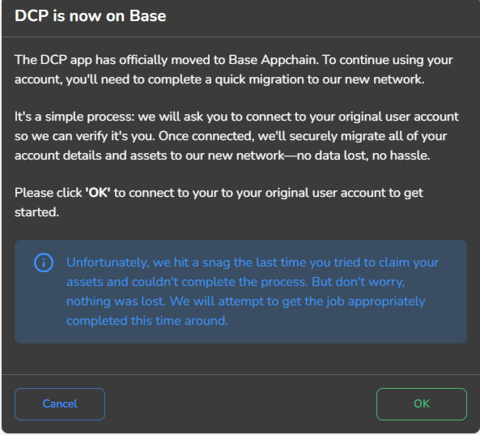 DCP is now on Base
The DCP app has officially moved to Base Appchain. To continue using your
account, you'll need to complete a quick migration to our new network.
It's a simple process: we will ask you to connect to your original user account
so we can verify it's you. Once connected, we'll securely migrate all of your
account details and assets to our new network—no data lost, no hassle.
Please click 'OK' to connect to your to your original user account to get
started.
Unfortunately, we hit a snag the last time you tried to claim your
assets and couldn't complete the process. But don't worry,
nothing was lost. We will attempt to get the job appropriately
completed this time around.
Cancel
OK